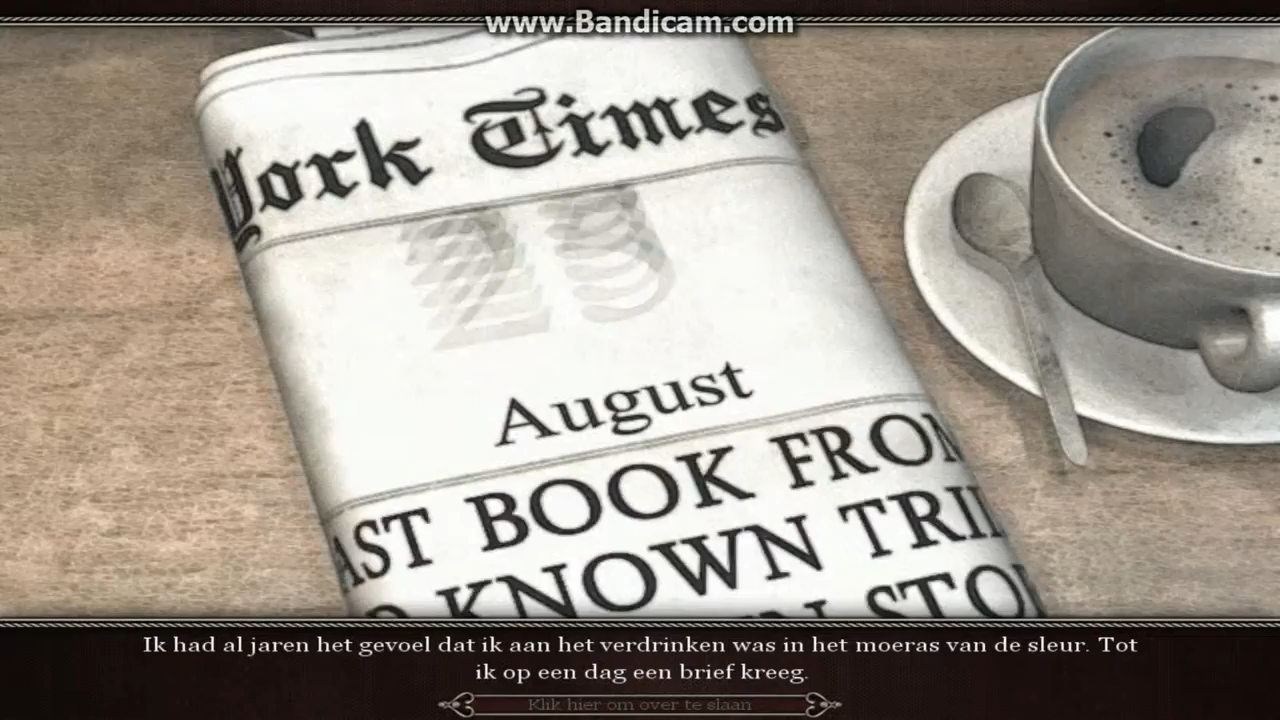 www.Bandicam.com
York Times
August
AST BOOK FROM
KNOWN
Ik had al jaren het gevoel dat ik aan het verdrinken was in het moeras van de sleur. Tot
ik op een dag een brief kreeg.
Klik hier om over te slaan